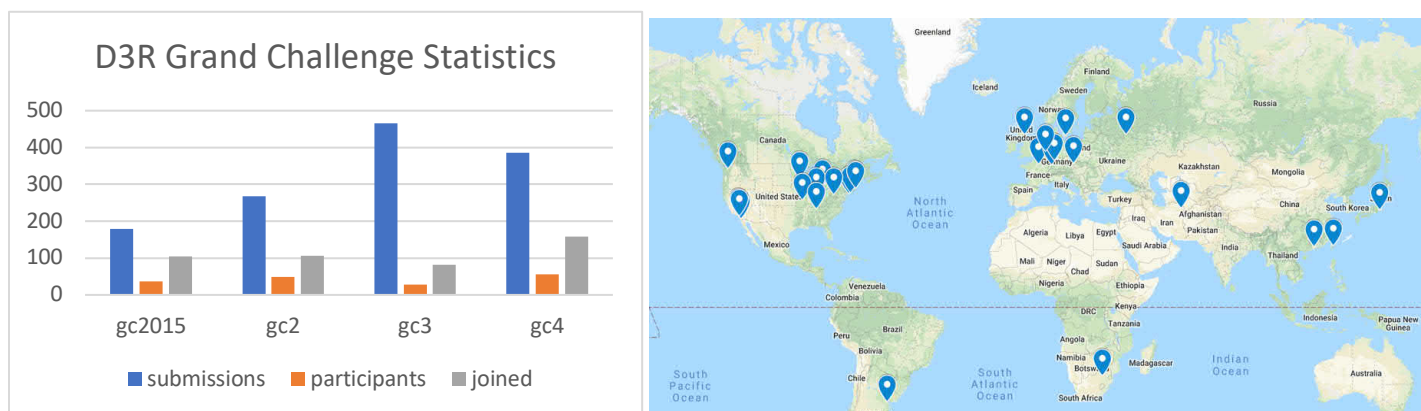 D3R Grand Challenge Statistics
500
400
300
200
100
0
gc2015
gc2
gc3
gc4
submissions
participants
joined
Greenland
Iceland
Finland
Sweden
Norway
Russia
United
Kingdom
Canada
Germany
Ukraine
Kazakhstan
Mongolia
France
Italy
Spain
Turkey
United States
North
Atlantic
Ocean
Afghanistan
China
South Korea
Iraq
Iran
Pakistan
Algeria
Libya
Egypt
Saudi Arabia
India
Mexico
Thailand
Mali
Niger
Sudan
Chad
Nigeria
Ethiopia
Venezuela
Colombia
Kenya
DRC
Tanzania
Indonesia
Papua New
Guinea
Brazil
Peru
Angola
Bolivia
Namibia
Madagascar
Indian
Ocean
Australia
Chile
South
Pacific
Ocean
South
Atlantic
Ocean
South Africa